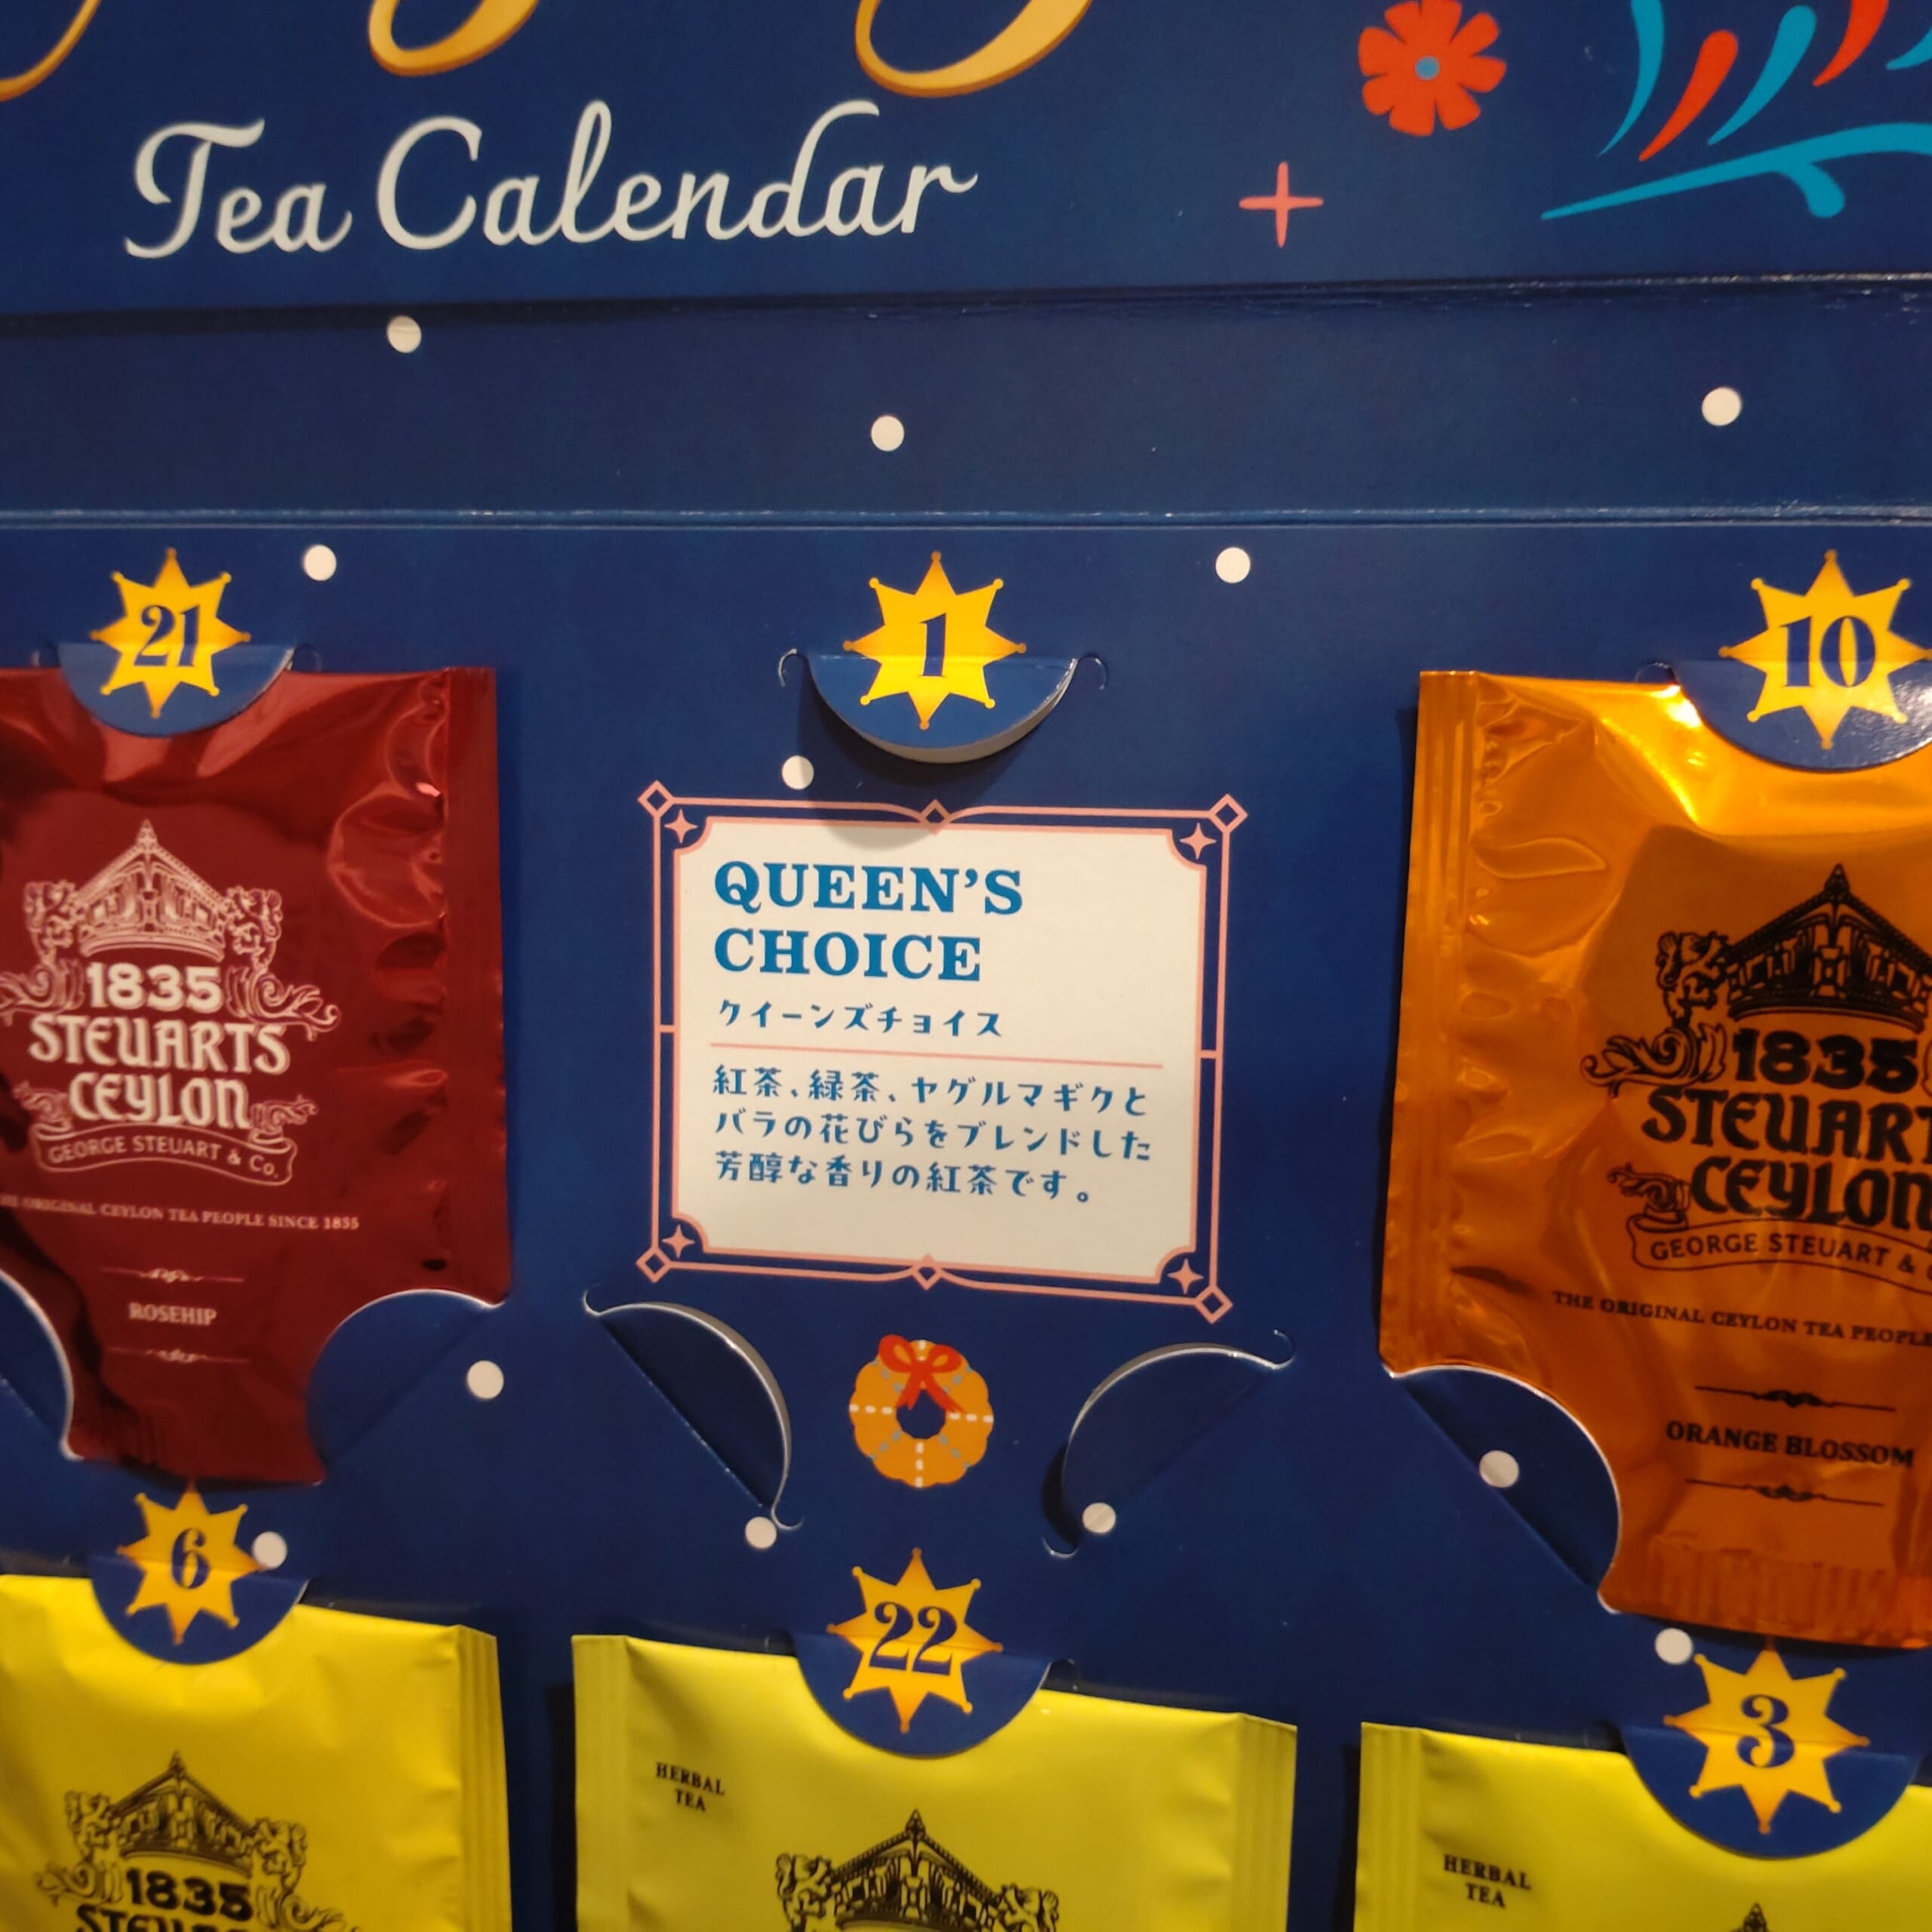 Tea Calendar
21
1
10
1835
STEUARTS
CEYLON
GEORGE STEUART & Co.
ORIGINAL CEYLON TEA PEOPLE SINCE 1835
ROSEHIP
QUEEN'S
CHOICE
クイーンズチョイス
紅茶、緑茶、ヤグルマギクと
バラの花びらをブレンドした
芳醇な香りの紅茶です。
1835
STEUART
CEYLON
GEORGE STEUART &
THE ORIGINAL CEYLON TEA PEOPLE
ORANGE BLOSSOM
6
22
3
1835
HERBAL
TEA
HERBAL
TEA